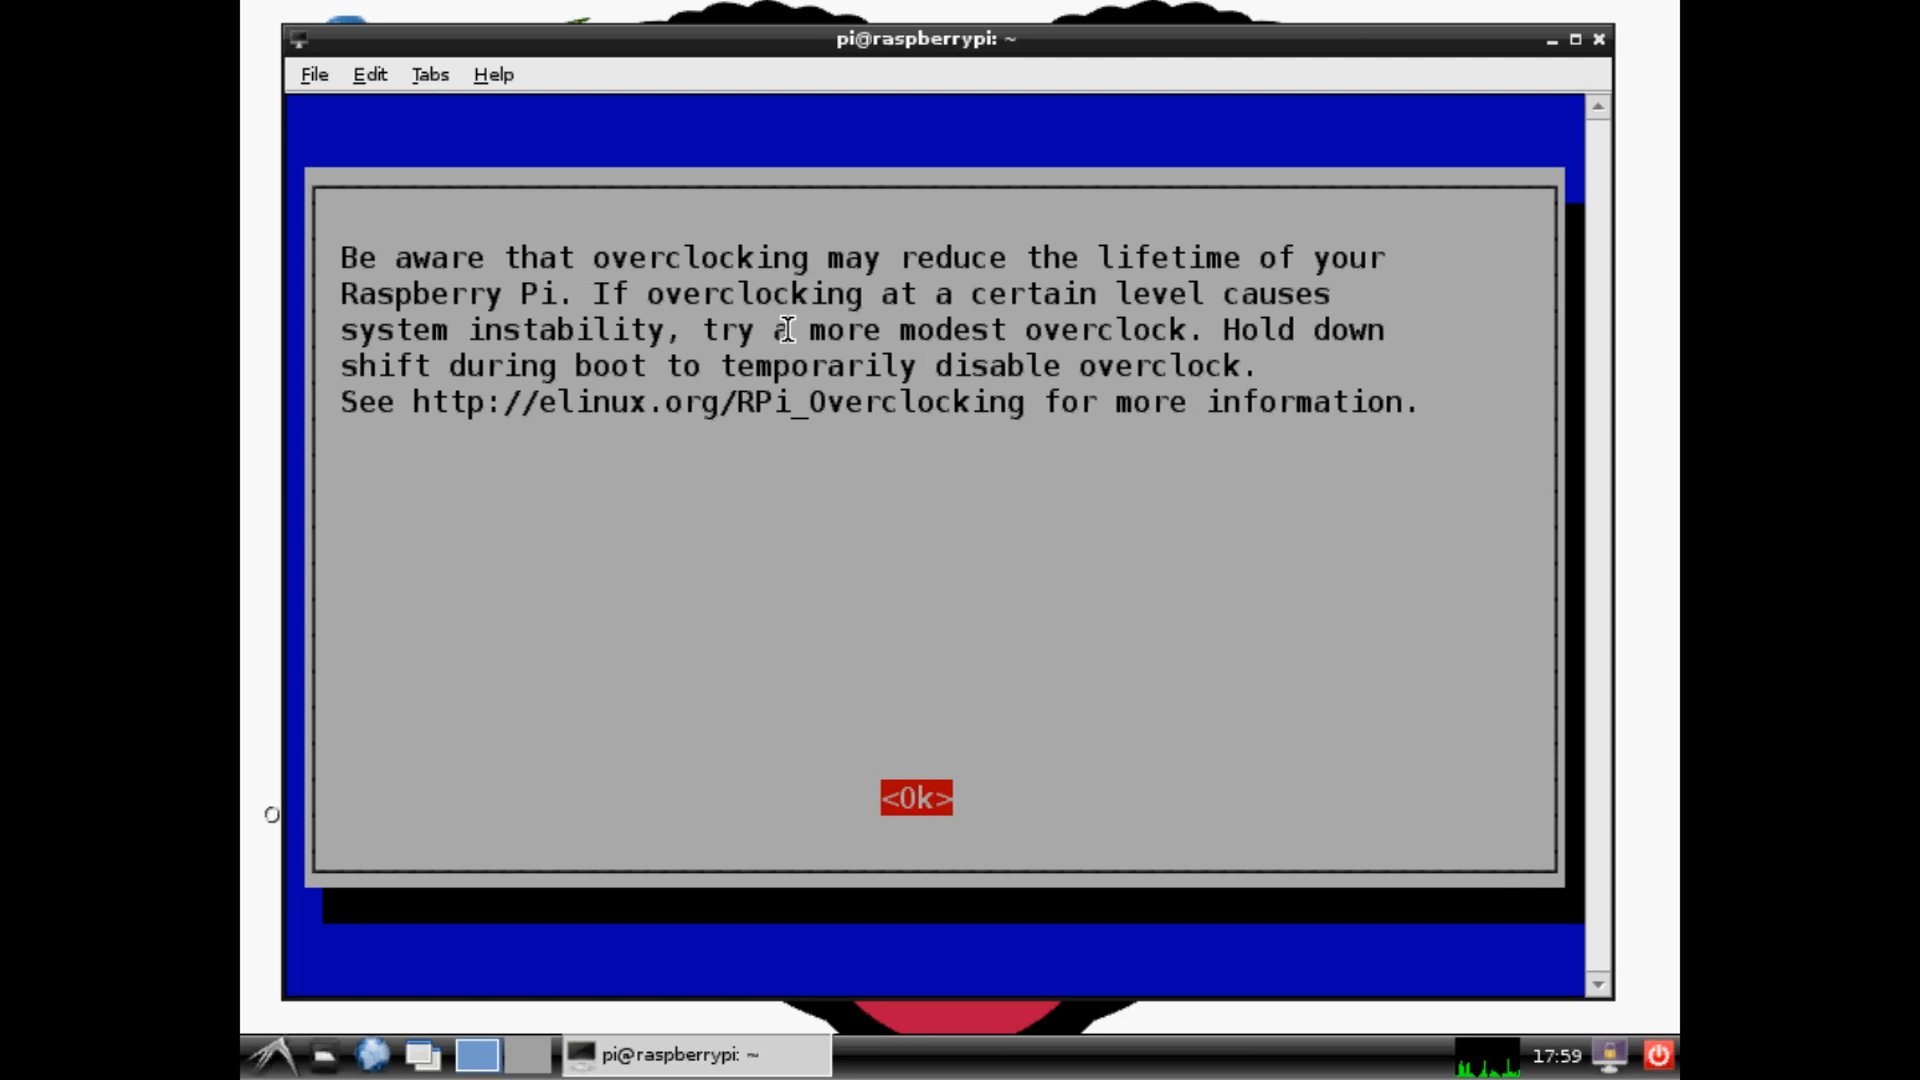 pi@raspberrypi: ~
File Edit Tabs Help
Be aware that overclocking may reduce the lifetime of your
Raspberry Pi. If overclocking at a certain level causes
system instability, try a more modest overclock. Hold down
shift during boot to temporarily disable overclock.
See http://elinux.org/RPi_Overclocking for more information.
<Ok>
pi@raspberrypi: ~
17:59